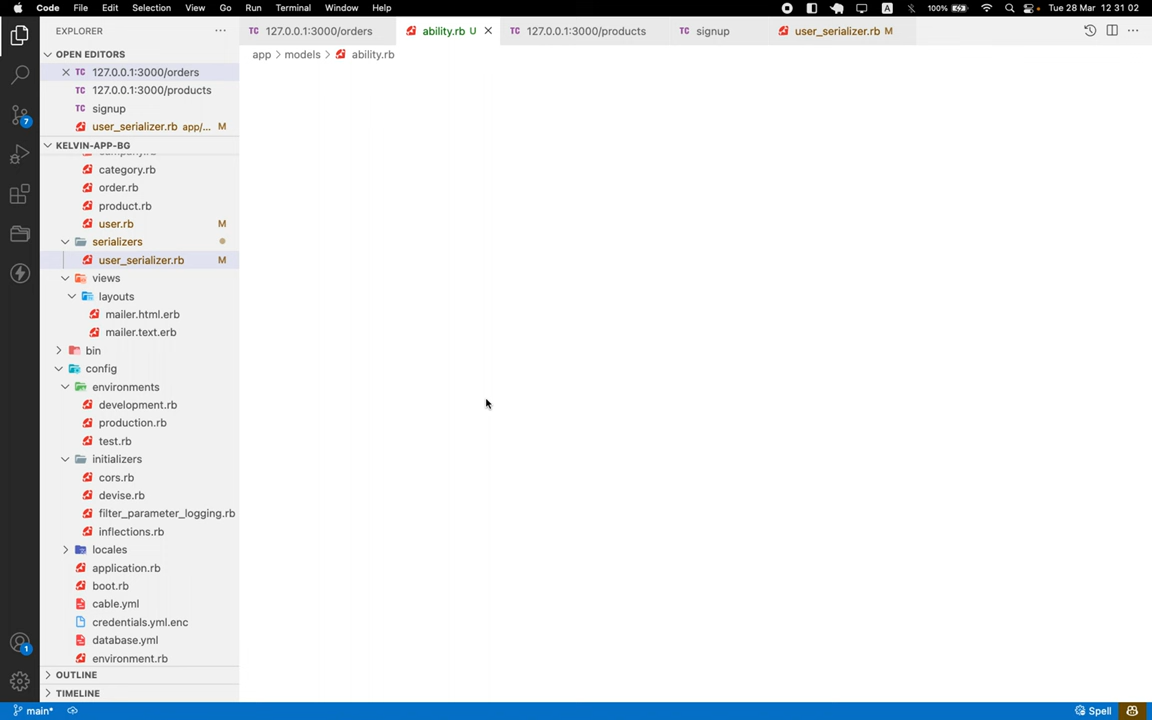 Code File Edit Selection View Go Run Terminal Window Help A 100% Tue 28 Mar 12 31 02
EXPLORER
TC 127.0.0.1:3000/orders
ability.rb U
TC 127.0.0.1:3000/products
TC signup
user_serializer.rb M
OPEN EDITORS
app > models > ability.rb
TC 127.0.0.1:3000/orders
TC 127.0.0.1:3000/products
TC signup
user_serializer.rb app/... M
7
KELVIN-APP-BG
category.rb
order.rb
product.rb
user.rb M
serializers
user_serializer.rb M
views
layouts
mailer.html.erb
mailer.text.erb
bin
config
environments
development.rb
production.rb
test.rb
initializers
cors.rb
devise.rb
filter_parameter_logging.rb
inflections.rb
locales
application.rb
boot.rb
cable.yml
credentials.yml.enc
database.yml
1
environment.rb
OUTLINE
TIMELINE
main* Spell